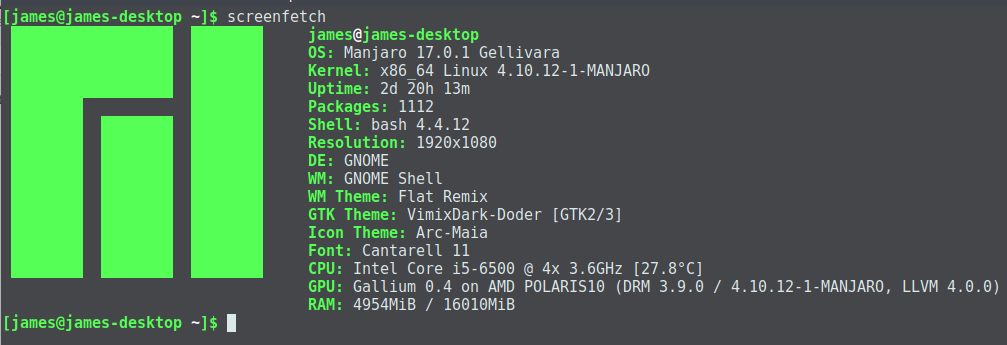 [james@james-desktop ~]$ screenfetch
james@james-desktop
OS: Manjaro 17.0.1 Gellivara
Kernel: x86_64 Linux 4.10.12-1-MANJARO
Uptime: 2d 20h 13m
Packages: 1112
Shell: bash 4.4.12
Resolution: 1920x1080
DE: GNOME
WM: GNOME Shell
WM Theme: Flat Remix
GTK Theme: VimixDark-Doder [GTK2/3]
Icon Theme: Arc-Maia
Font: Cantarell 11
CPU: Intel Core i5-6500 @ 4x 3.6GHz [27.8°C]
GPU: Gallium 0.4 on AMD POLARIS10 (DRM 3.9.0 / 4.10.12-1-MANJARO, LLVM 4.0.0)
RAM: 4954MiB / 16010MiB
[james@james-desktop ~]$